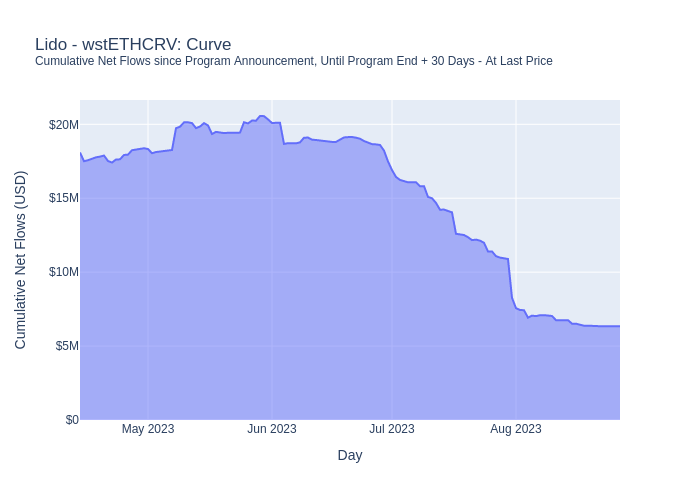 Lido - wstETHCRV: Curve
Cumulative Net Flows since Program Announcement, Until Program End + 30 Days - At Last Price
Cumulative Net Flows (USD)
$20M
$15M
$10M
$5M
$0
May 2023
Jun 2023
Jul 2023
Aug 2023
Day